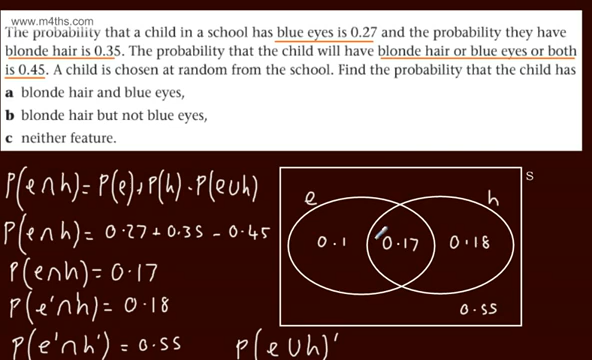 www.m4ths.com
The probability that a child in a school has blue eyes is 0.27 and the probability they have
blonde hair is 0.35. The probability that the child will have blonde hair or blue eyes or both
is 0.45. A child is chosen at random from the school. Find the probability that the child has
a blonde hair and blue eyes,
b blonde hair but not blue eyes,
c neither feature.
P(e∩h)= P(e)+P(h)-P(e∪h)
P(e∩h)= 0.27+0.35-0.45
P(e∩h)= 0.17
P(e'∩h)= 0.18
P(e'∩h')= 0.55
P(e∪h)'
S
e
h
0.1
0.17
0.18
0.55